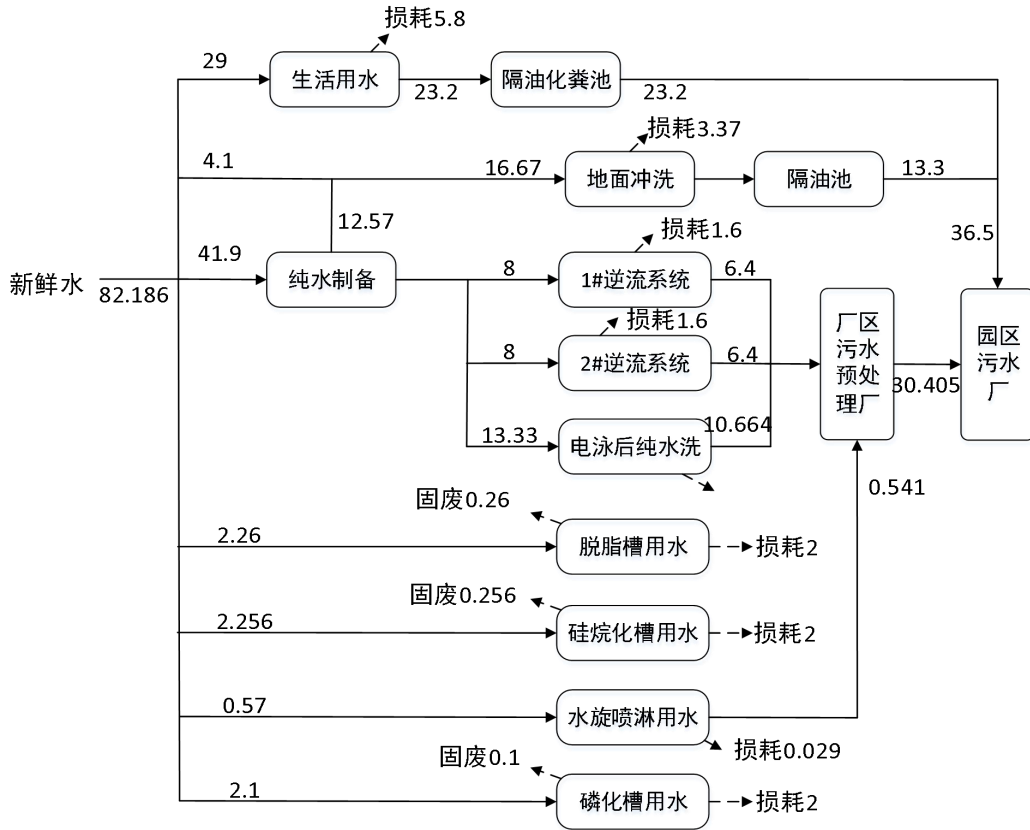 损耗5.8
29
生活用水
23.2
隔油化粪池
23.2
损耗3.37
4.1
16.67
地面冲洗
隔油池
13.3
12.57
36.5
新鲜水
82.186
41.9
纯水制备
损耗1.6
8
1#逆流系统
6.4
损耗1.6
8
2#逆流系统
6.4
厂区
污水
预处
理厂
30.405
园区
污水
厂
13.33
电泳后纯水洗
10.664
0.541
固废0.26
2.26
脱脂槽用水
损耗2
固废0.256
2.256
硅烷化槽用水
损耗2
0.57
水旋喷淋用水
损耗0.029
固废0.1
2.1
磷化槽用水
损耗2